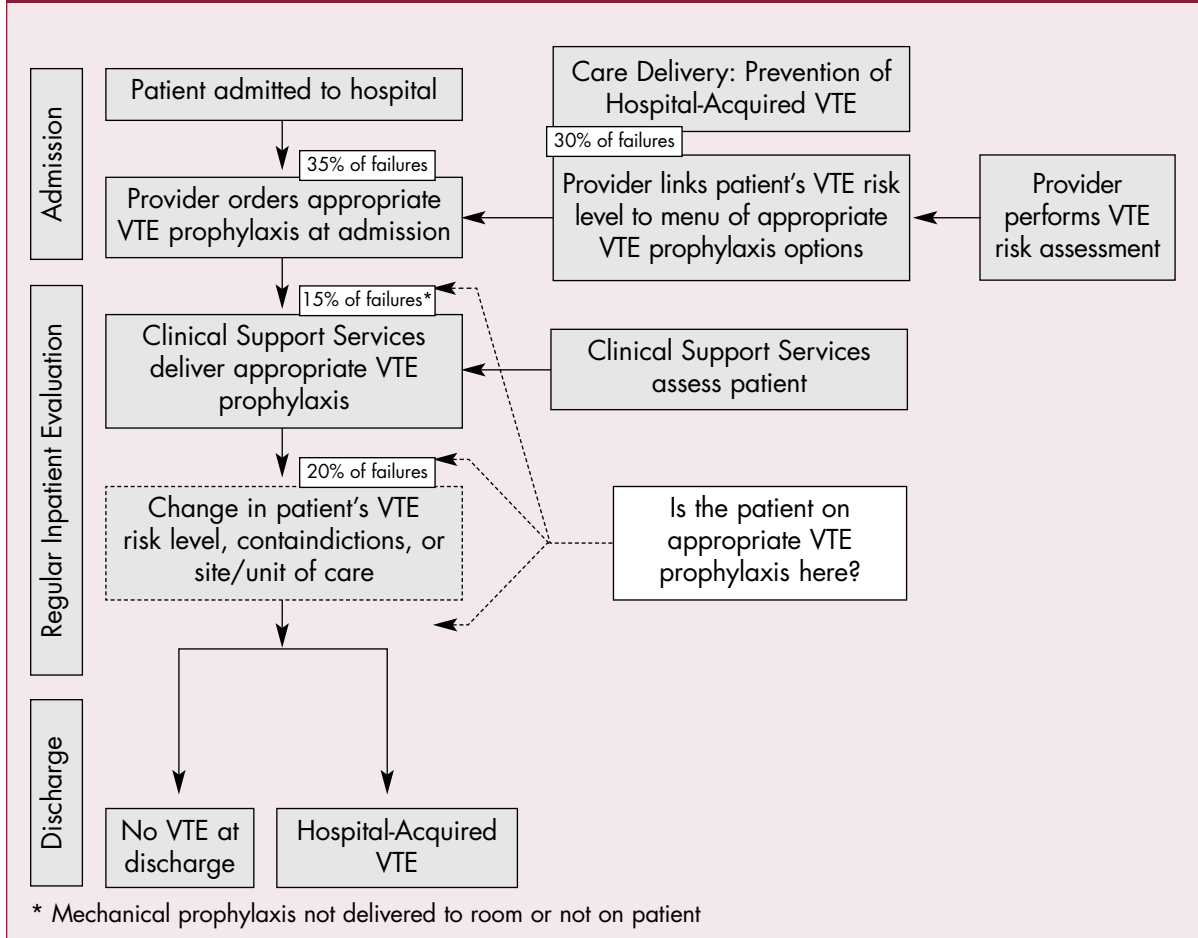 Admission
Patient admitted to hospital
Care Delivery: Prevention of
Hospital-Acquired VTE
35% of failures
30% of failures
Provider orders appropriate
VTE prophylaxis at admission
Provider links patient’s VTE risk
level to menu of appropriate
VTE prophylaxis options
Provider
performs VTE
risk assessment
Regular Inpatient Evaluation
15% of failures*
Clinical Support Services
deliver appropriate VTE
prophylaxis
Clinical Support Services
assess patient
20% of failures
Change in patient’s VTE
risk level, containdictions, or
site/unit of care
Is the patient on
appropriate VTE
prophylaxis here?
Discharge
No VTE at
discharge
Hospital-Acquired
VTE
* Mechanical prophylaxis not delivered to room or not on patient